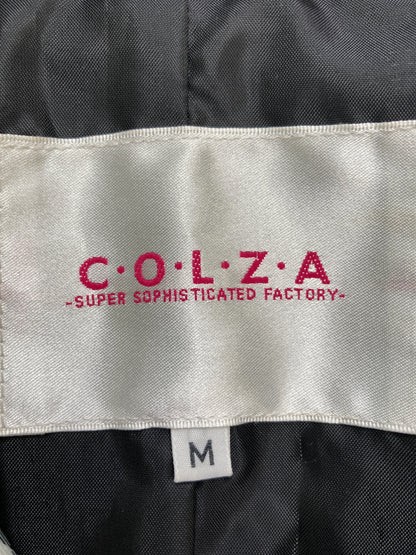 C·O·L·Z·A
-SUPER SOPHISTICATED FACTORY-
M